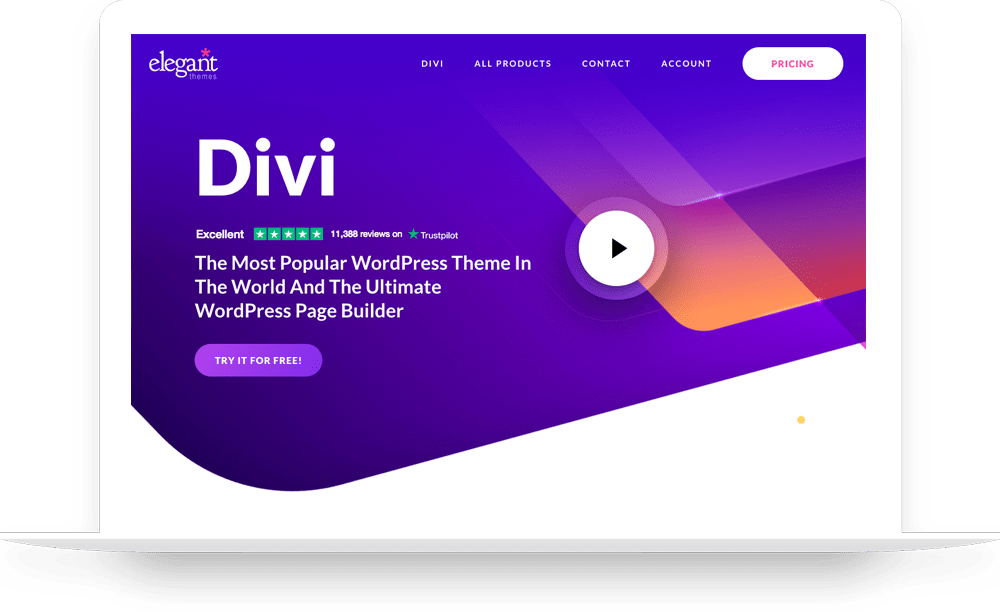 elegant
themes
DIVI ALL PRODUCTS CONTACT ACCOUNT PRICING
Divi
Excellent 11,388 reviews on Trustpilot
The Most Popular WordPress Theme In
The World And The Ultimate
WordPress Page Builder
TRY IT FOR FREE!